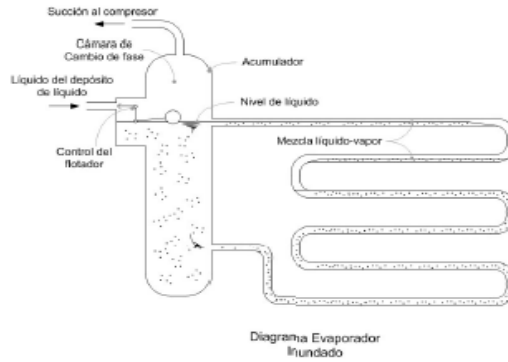 Succión al compresor
Cámara de
Cambio de fase
Acumulador
Líquido del depósito
de líquido
Nivel de líquido
Mezcla líquido-vapor
Control del
flotador
Diagrama Evaporador
Inundado